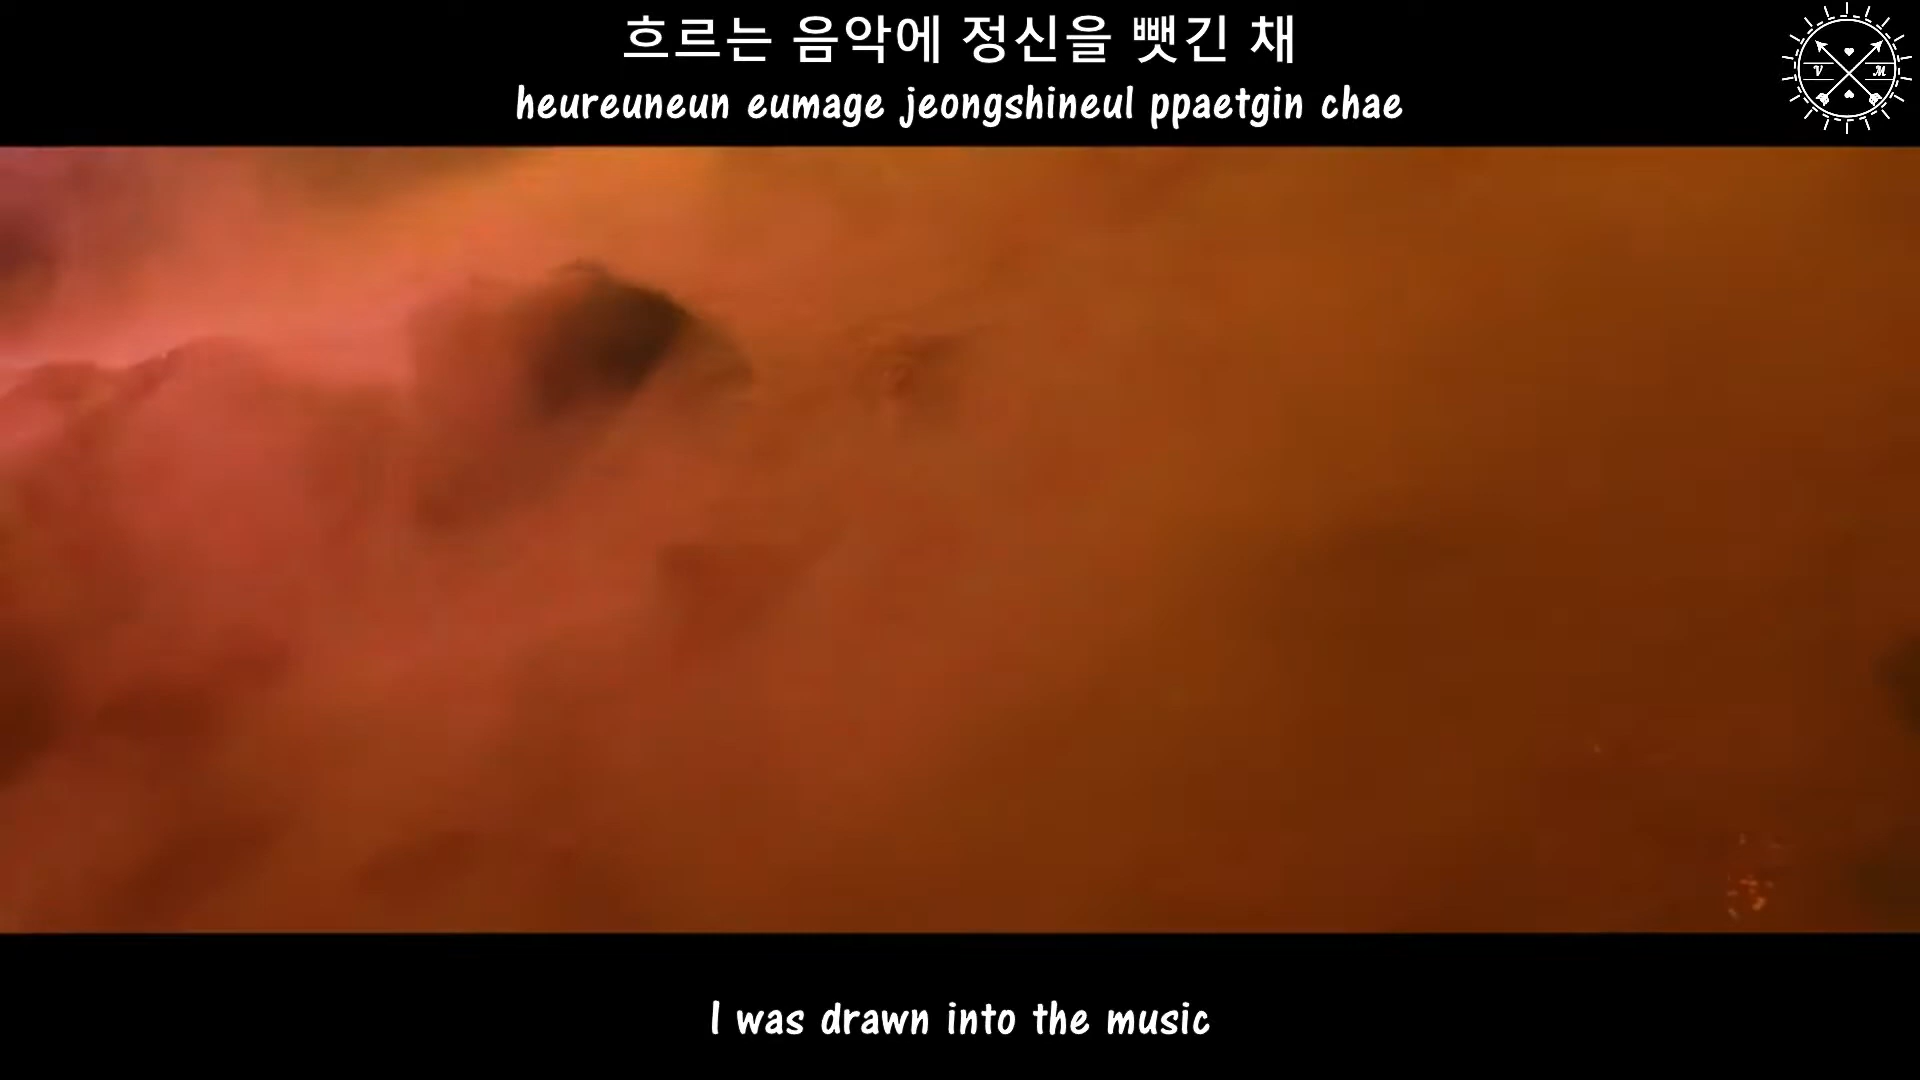 흐르는 음악에 정신을 뺏긴 채
heureuneun eumage jeongshineul ppaetgin chae
V M
I was drawn into the music